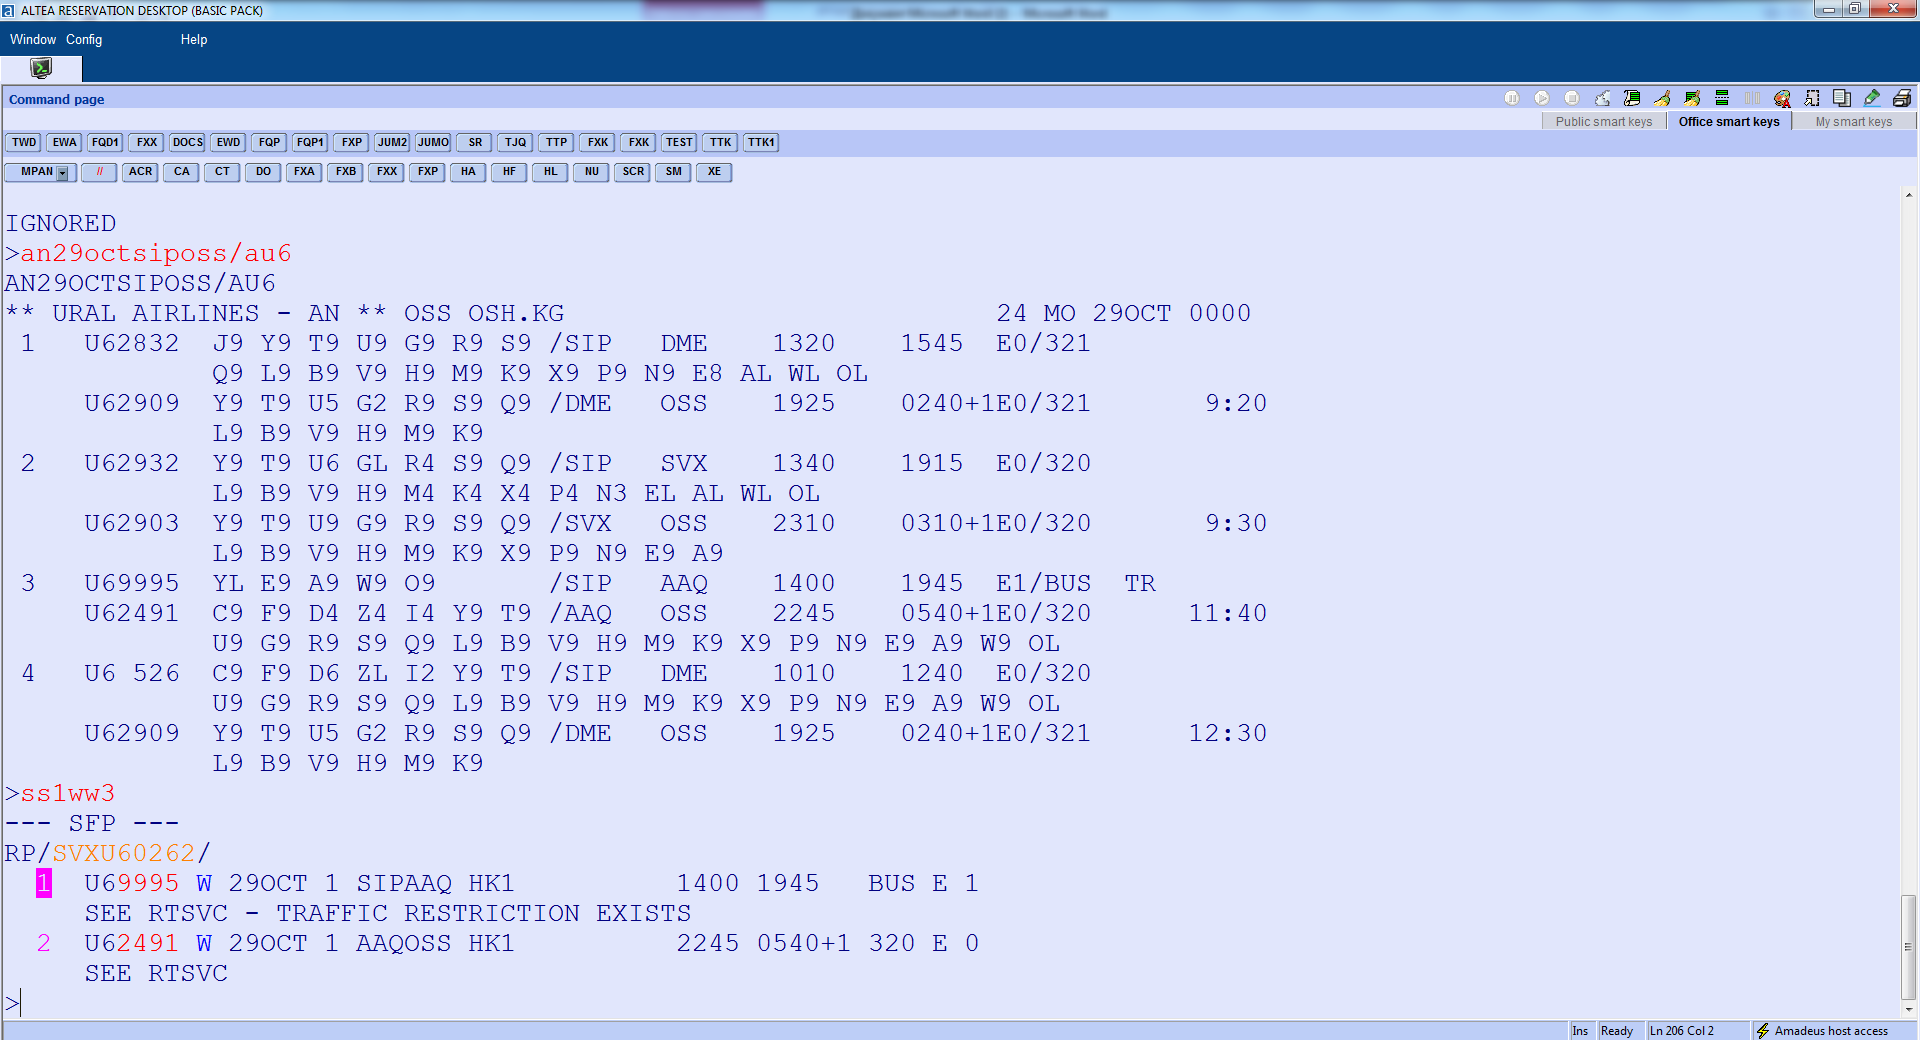 ALTEA RESERVATION DESKTOP (BASIC PACK)
Window Config Help
Command page
Public smart keys Office smart keys My smart keys
TWD EWA FQD1 FXX DOCS EWD FQP FQP1 FXP JUM2 JUMO SR TJQ TTP FXK FXK TEST TTK TTK1
MPAN // ACR CA CT DO FXA FXB FXX FXP HA HF HL NU SCR SM XE
IGNORED
>an29octsiposs/au6
AN29OCTSIPOSS/AU6
** URAL AIRLINES - AN ** OSS OSH.KG 24 MO 29OCT 0000
1 U62832 J9 Y9 T9 U9 G9 R9 S9 /SIP DME 1320 1545 E0/321
Q9 L9 B9 V9 H9 M9 K9 X9 P9 N9 E8 AL WL OL
U62909 Y9 T9 U5 G2 R9 S9 Q9 /DME OSS 1925 0240+1E0/321 9:20
L9 B9 V9 H9 M9 K9
2 U62932 Y9 T9 U6 GL R4 S9 Q9 /SIP SVX 1340 1915 E0/320
L9 B9 V9 H9 M4 K4 X4 P4 N3 EL AL WL OL
U62903 Y9 T9 U9 G9 R9 S9 Q9 /SVX OSS 2310 0310+1E0/320 9:30
L9 B9 V9 H9 M9 K9 X9 P9 N9 E9 A9
3 U69995 YL E9 A9 W9 O9 /SIP AAQ 1400 1945 E1/BUS TR
U62491 C9 F9 D4 Z4 I4 Y9 T9 /AAQ OSS 2245 0540+1E0/320 11:40
U9 G9 R9 S9 Q9 L9 B9 V9 H9 M9 K9 X9 P9 N9 E9 A9 W9 OL
4 U6 526 C9 F9 D6 ZL I2 Y9 T9 /SIP DME 1010 1240 E0/320
U9 G9 R9 S9 Q9 L9 B9 V9 H9 M9 K9 X9 P9 N9 E9 A9 W9 OL
U62909 Y9 T9 U5 G2 R9 S9 Q9 /DME OSS 1925 0240+1E0/321 12:30
L9 B9 V9 H9 M9 K9
>ss1ww3
--- SFP ---
RP/SVXU60262/
1 U69995 W 29OCT 1 SIPAAQ HK1 1400 1945 BUS E 1
SEE RTSVC - TRAFFIC RESTRICTION EXISTS
2 U62491 W 29OCT 1 AAQOSS HK1 2245 0540+1 320 E 0
SEE RTSVC
>
Ins Ready Ln 206 Col 2 Amadeus host access